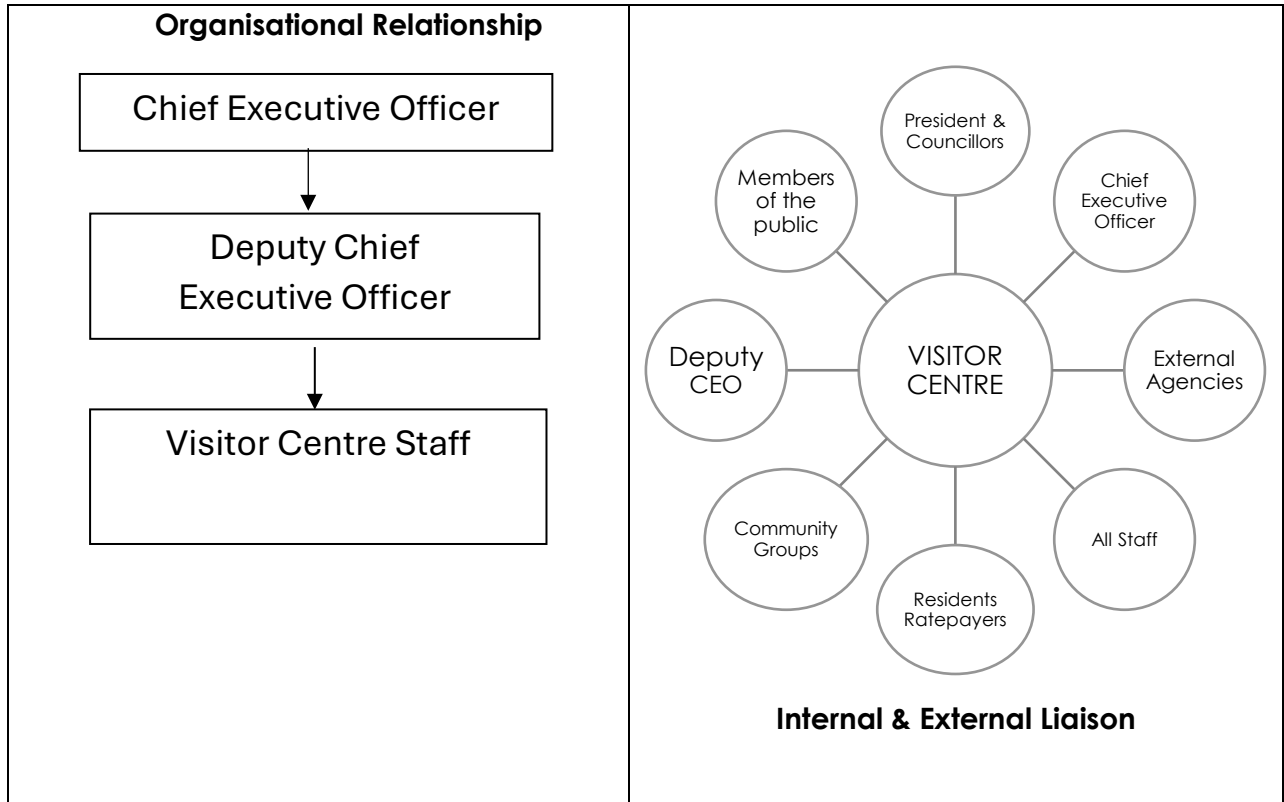 Organisational Relationship
Chief Executive Officer
Deputy Chief
Executive Officer
Visitor Centre Staff
President &
Councillors
Chief
Executive
Officer
External
Agencies
All Staff
Residents
Ratepayers
Community
Groups
Deputy
CEO
Members
of the
public
VISITOR
CENTRE
Internal & External Liaison